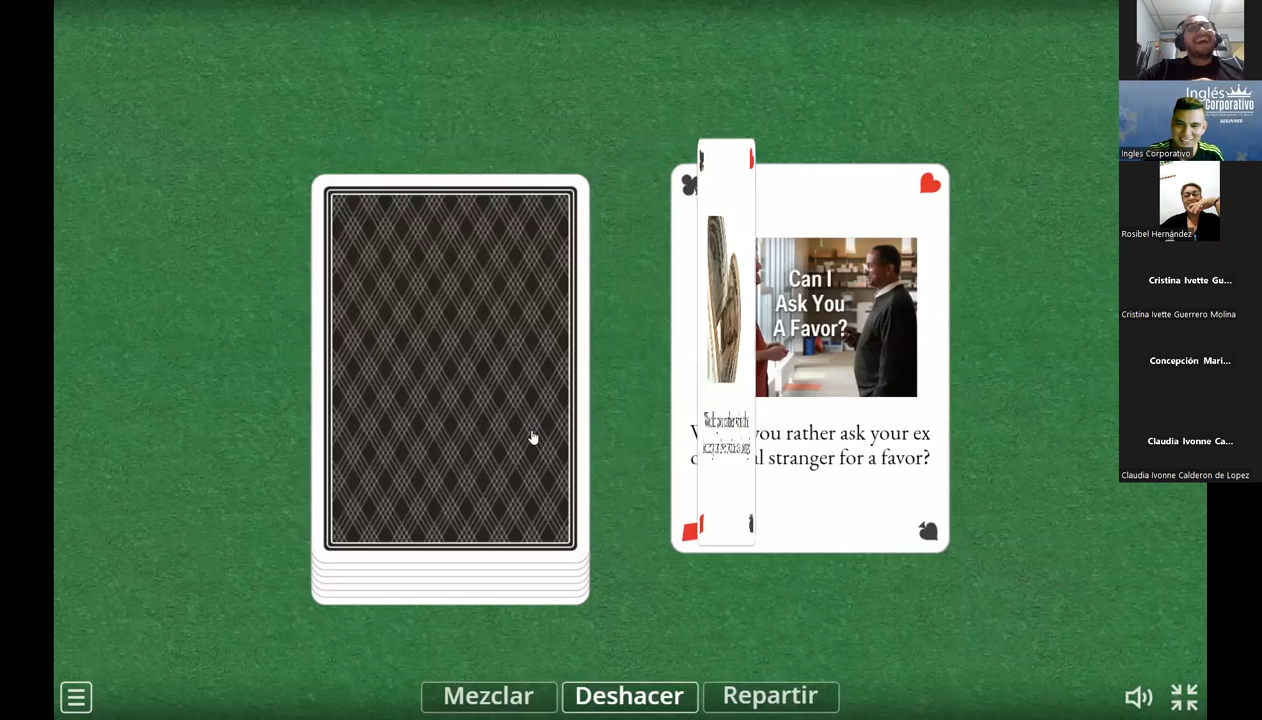 Can I
Ask You
A Favor?
you rather ask your ex
stranger for a favor?
Mezclar
Deshacer
Repartir
Inglés
Corporativo
BEGINNER
Ingles Corporativo
Rosibel Hernández
Cristina Ivette Gu...
Cristina Ivette Guerrero Molina
Concepción Mari...
Claudia Ivonne Ca...
Claudia Ivonne Calderon de Lopez